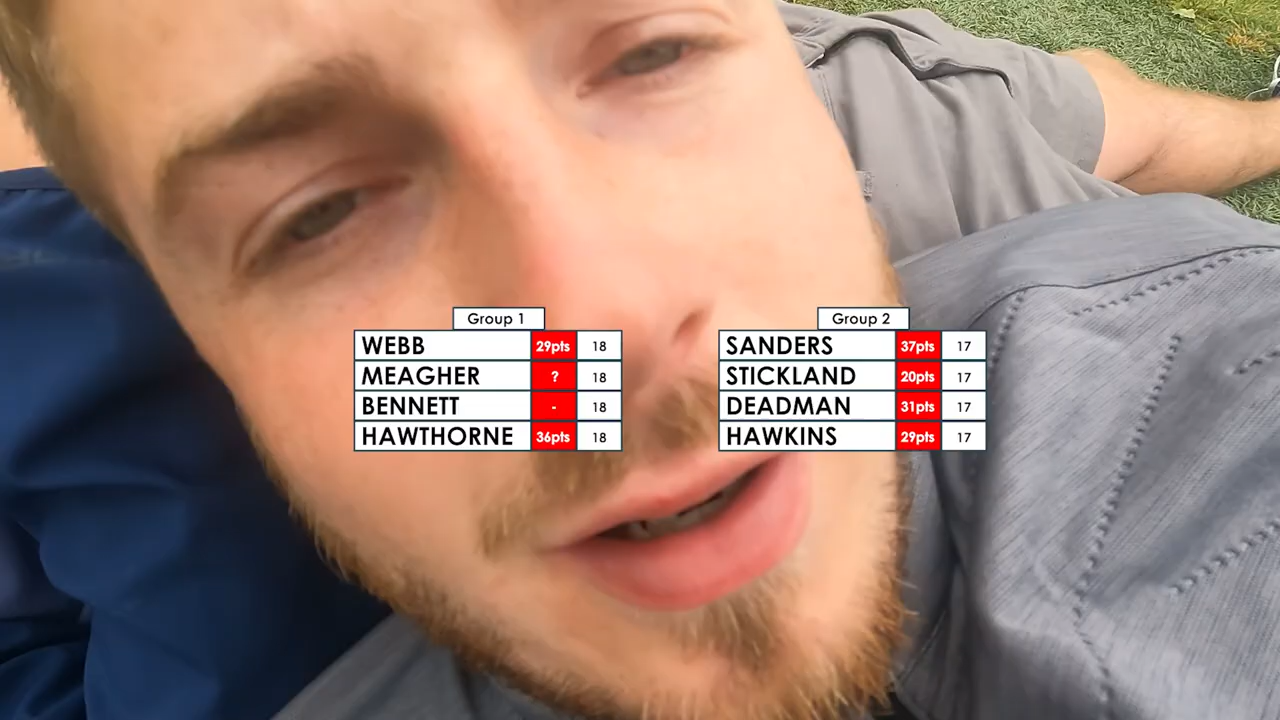 Group 1
WEBB 29pts 18
MEAGHER ? 18
BENNETT - 18
HAWTHORNE 36pts 18
Group 2
SANDERS 37pts 17
STICKLAND 20pts 17
DEADMAN 31pts 17
HAWKINS 29pts 17